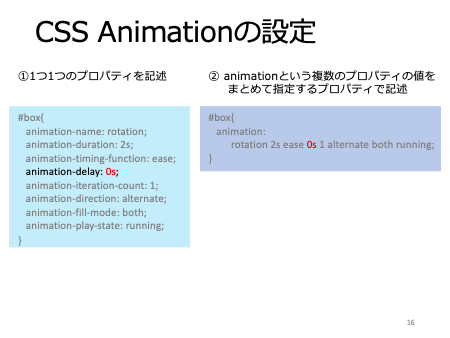 CSS Animationの設定
①1つ1つのプロパティを記述
#box{
animation-name: rotation;
animation-duration: 2s;
animation-timing-function: ease;
animation-delay: 0s;
animation-iteration-count: 1;
animation-direction: alternate;
animation-fill-mode: both;
animation-play-state: running;
}
② animationという複数のプロパティの値を
まとめて指定するプロパティで記述
#box{
animation:
rotation 2s ease 0s 1 alternate both running;
}
16